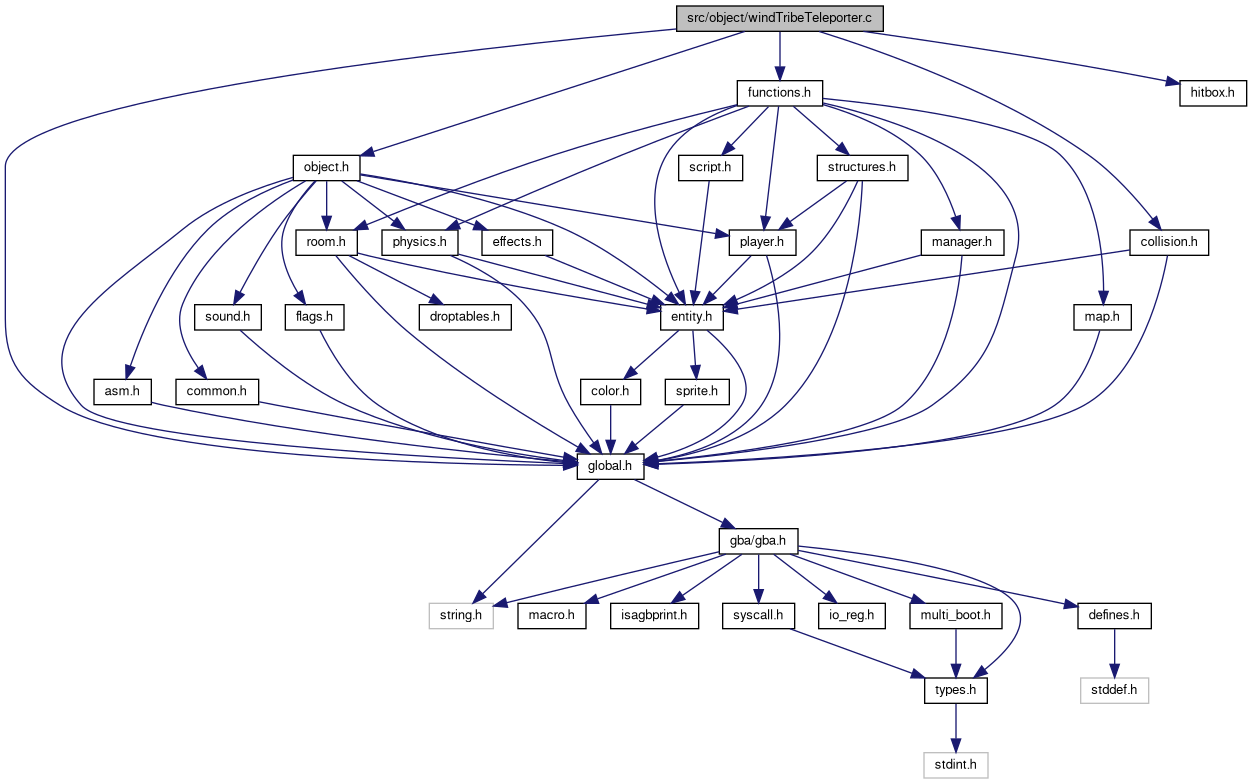 src/object/windTribeTeleporter.c
functions.h
hitbox.h
object.h
script.h
structures.h
room.h
physics.h
effects.h
player.h
manager.h
collision.h
sound.h
flags.h
droptables.h
entity.h
map.h
asm.h
common.h
color.h
sprite.h
global.h
gba/gba.h
string.h
macro.h
isagbprint.h
syscall.h
io_reg.h
multi_boot.h
defines.h
types.h
stddef.h
stdint.h